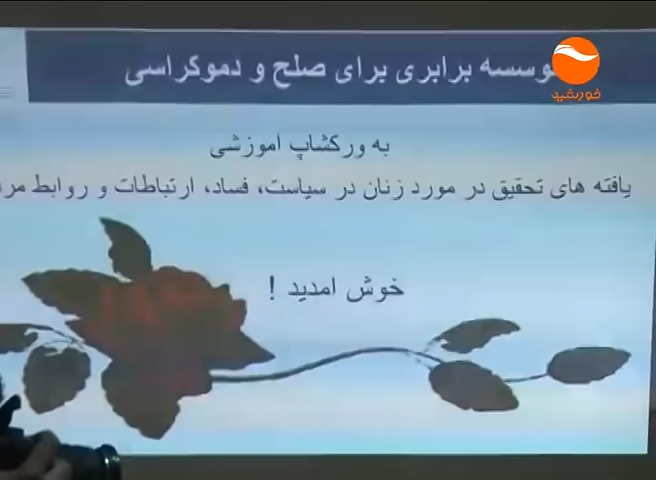 موسسه برابری برای صلح و دموکراسی
خورشید
به ورکشاپ اموزشی
یافته های تحقیق در مورد زنان در سیاست، فساد، ارتباطات و روابط
خوش امدید !